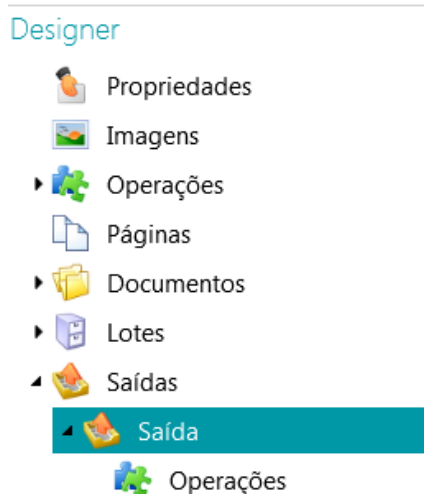 Designer
Propriedades
Imagens
Operações
Páginas
Documentos
Lotes
Saídas
Saída
Operações